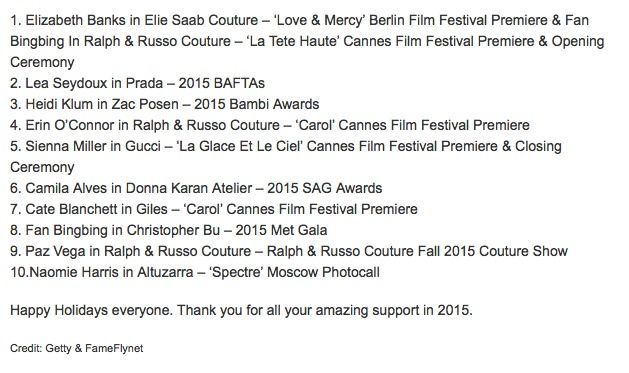 1. Elizabeth Banks in Elie Saab Couture – ‘Love & Mercy’ Berlin Film Festival Premiere & Fan
Bingbing In Ralph & Russo Couture – ‘La Tete Haute’ Cannes Film Festival Premiere & Opening
Ceremony
2. Lea Seydoux in Prada – 2015 BAFTAs
3. Heidi Klum in Zac Posen – 2015 Bambi Awards
4. Erin O’Connor in Ralph & Russo Couture – ‘Carol’ Cannes Film Festival Premiere
5. Sienna Miller in Gucci – ‘La Glace Et Le Ciel’ Cannes Film Festival Premiere & Closing
Ceremony
6. Camila Alves in Donna Karan Atelier – 2015 SAG Awards
7. Cate Blanchett in Giles – ‘Carol’ Cannes Film Festival Premiere
8. Fan Bingbing in Christopher Bu – 2015 Met Gala
9. Paz Vega in Ralph & Russo Couture – Ralph & Russo Couture Fall 2015 Couture Show
10.Naomie Harris in Altuzarra – ‘Spectre’ Moscow Photocall
Happy Holidays everyone. Thank you for all your amazing support in 2015.
Credit: Getty & FameFlynet